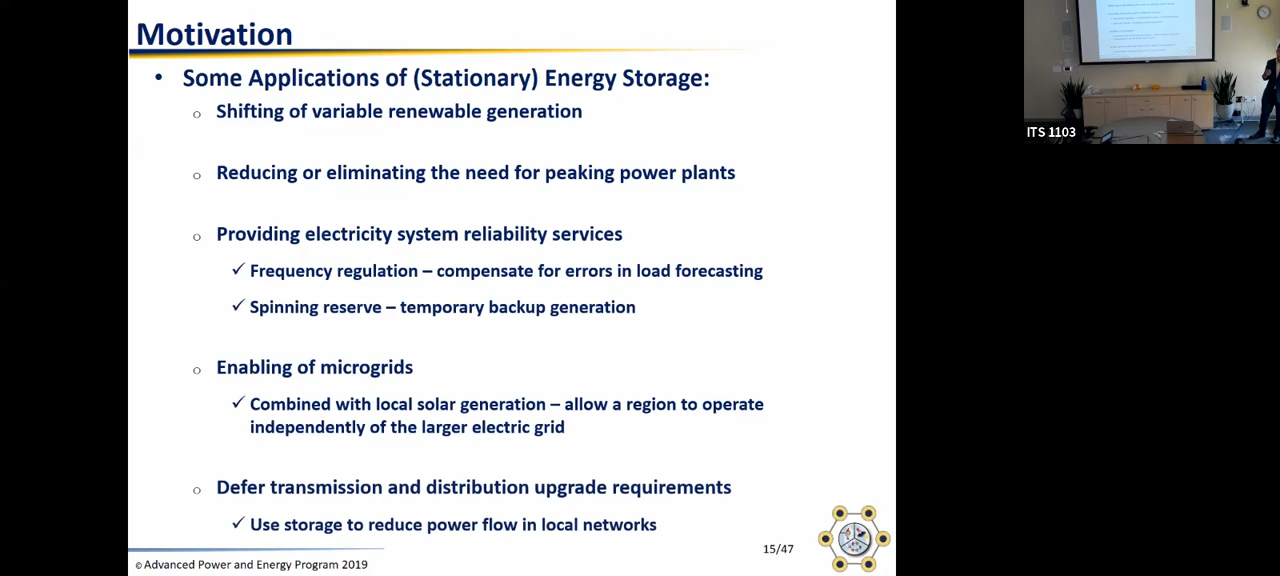 Motivation
• Some Applications of (Stationary) Energy Storage:
o Shifting of variable renewable generation
o Reducing or eliminating the need for peaking power plants
o Providing electricity system reliability services
✓ Frequency regulation – compensate for errors in load forecasting
✓ Spinning reserve – temporary backup generation
o Enabling of microgrids
✓ Combined with local solar generation – allow a region to operate
independently of the larger electric grid
o Defer transmission and distribution upgrade requirements
✓ Use storage to reduce power flow in local networks
15/47
© Advanced Power and Energy Program 2019
ITS 1103